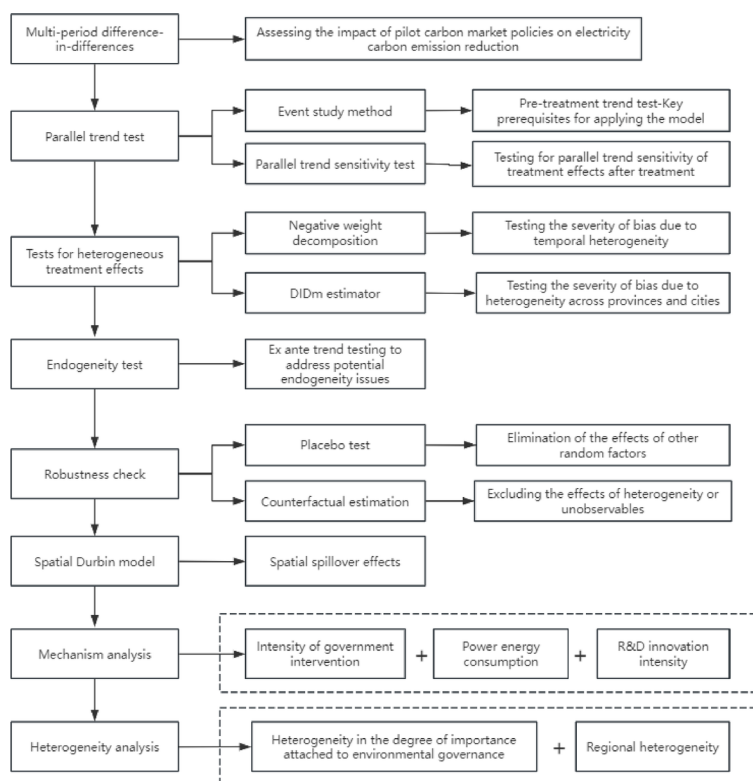 Multi-period difference-
in-differences
Assessing the impact of pilot carbon market policies on electricity
carbon emission reduction
Parallel trend test
Event study method
Pre-treatment trend test-Key
prerequisites for applying the model
Parallel trend sensitivity test
Testing for parallel trend sensitivity of
treatment effects after treatment
Tests for heterogeneous
treatment effects
Negative weight
decomposition
Testing the severity of bias due to
temporal heterogeneity
DIDm estimator
Testing the severity of bias due to
heterogeneity across provinces and cities
Endogeneity test
Ex ante trend testing to
address potential
endogeneity issues
Robustness check
Placebo test
Elimination of the effects of other
random factors
Counterfactual estimation
Excluding the effects of heterogeneity or
unobservables
Spatial Durbin model
Spatial spillover effects
Mechanism analysis
Intensity of government
intervention
+
Power energy
consumption
+
R&D innovation
intensity
Heterogeneity analysis
Heterogeneity in the degree of importance
attached to environmental governance
+
Regional heterogeneity